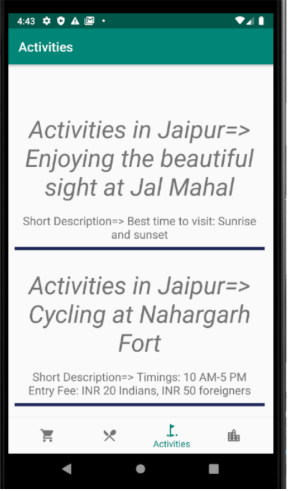 4:43
Activities
Activities in Jaipur=>
Enjoying the beautiful
sight at Jal Mahal
Short Description=> Best time to visit: Sunrise
and sunset
Activities in Jaipur=>
Cycling at Nahargarh
Fort
Short Description=> Timings: 10 AM-5 PM
Entry Fee: INR 20 Indians, INR 50 foreigners
Activities